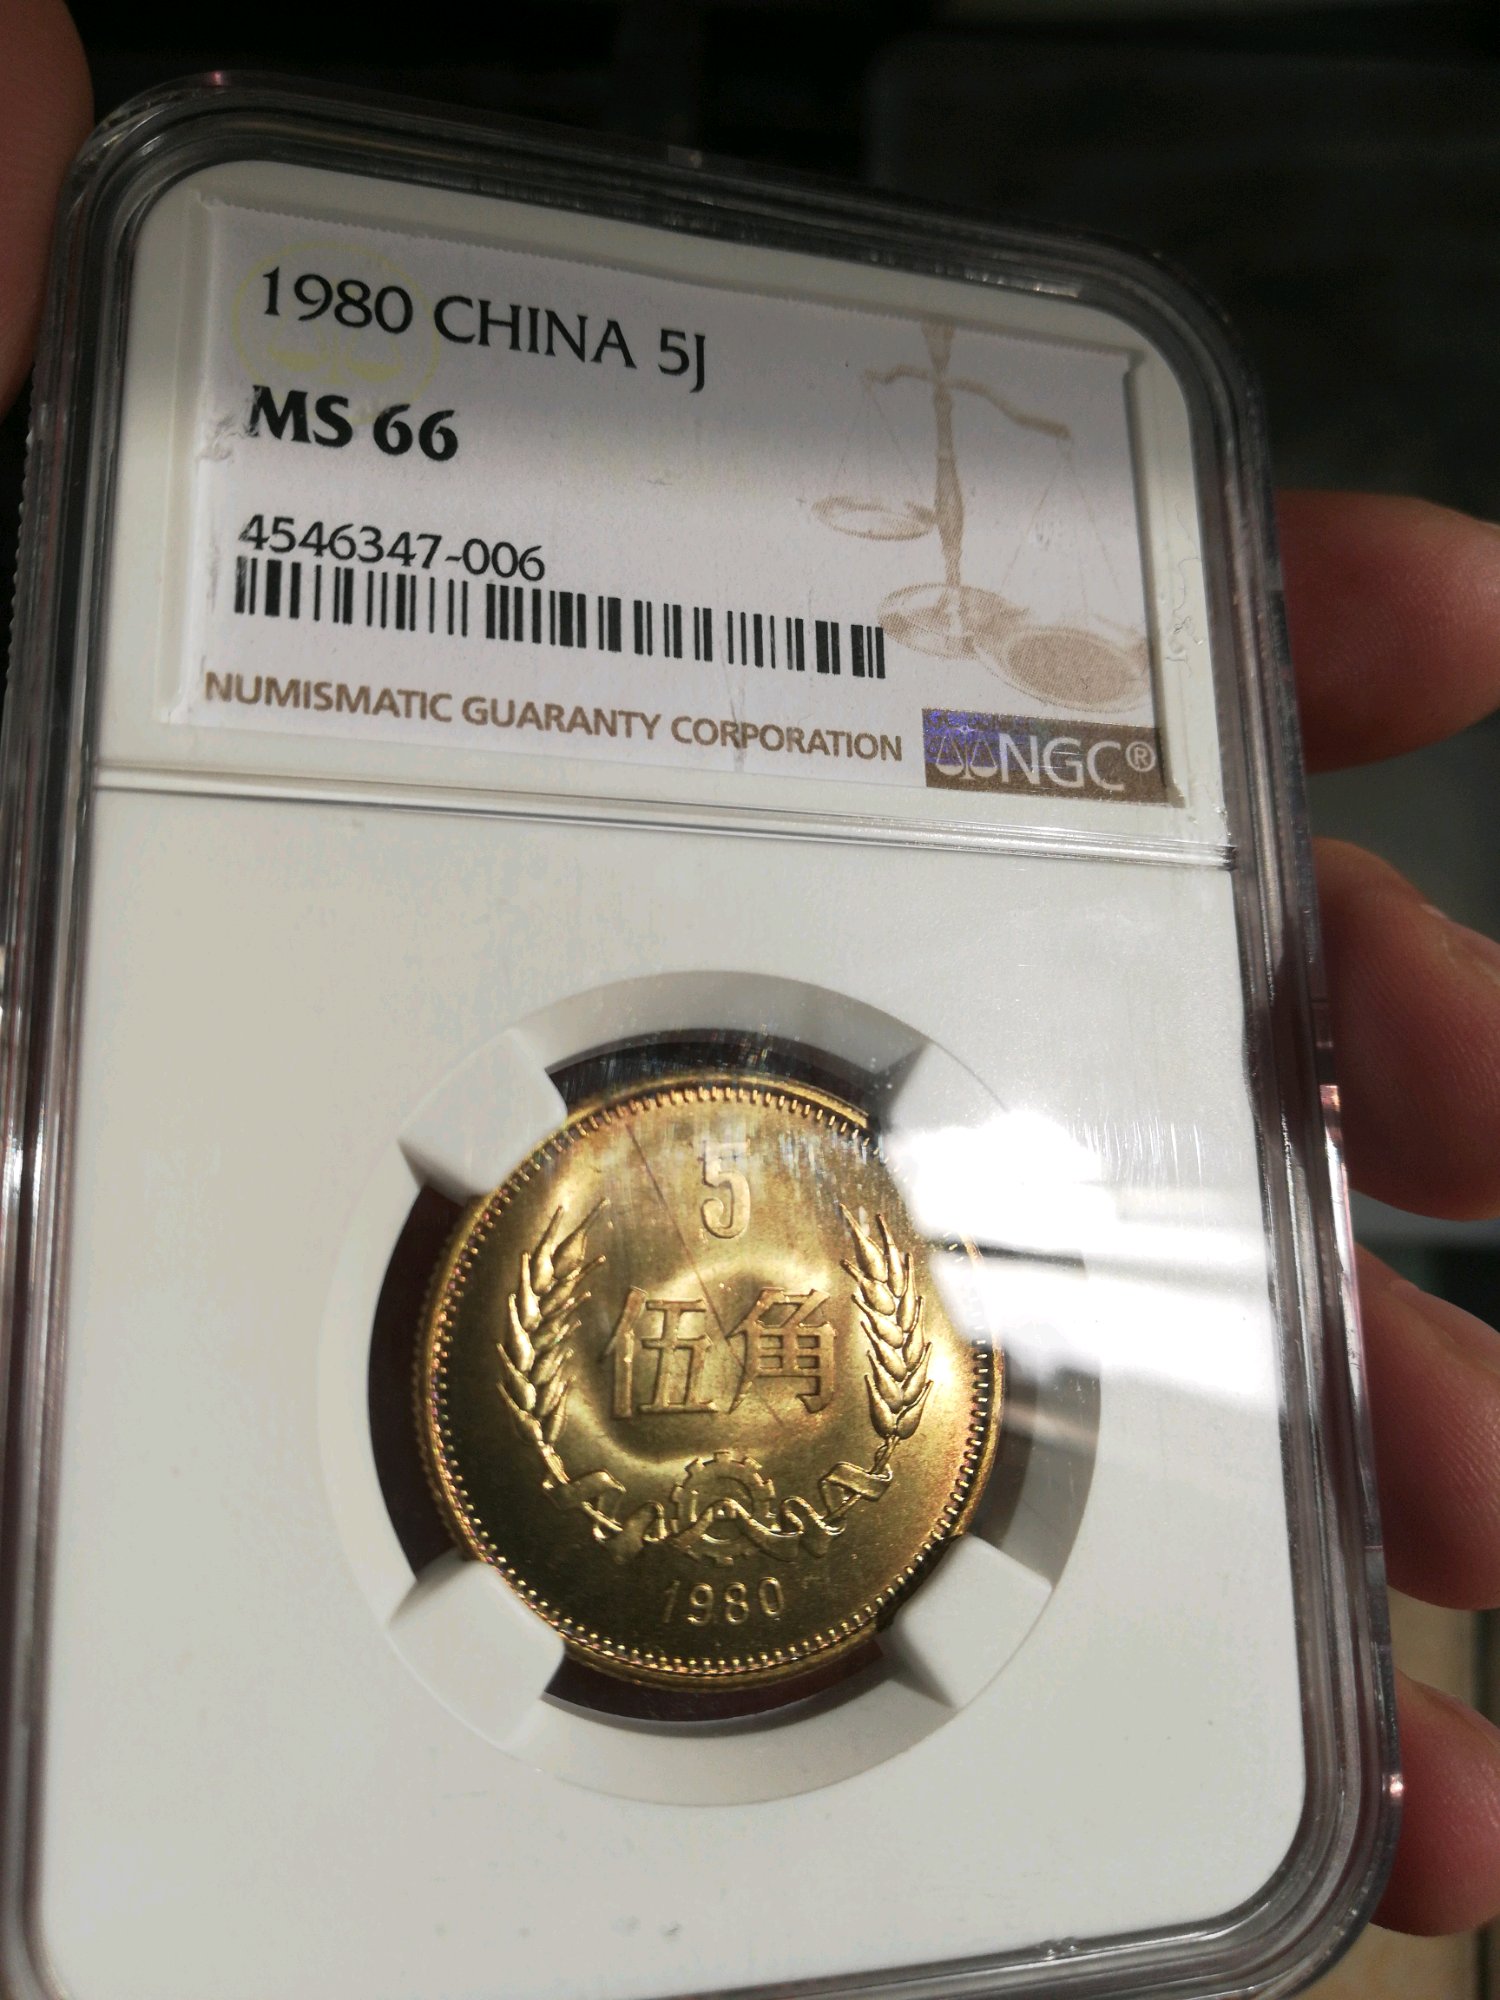 1980 CHINA 5J
MS 66
4546347-006
NUMISMATIC GUARANTY CORPORATION
NGC®
5
伍角
1980